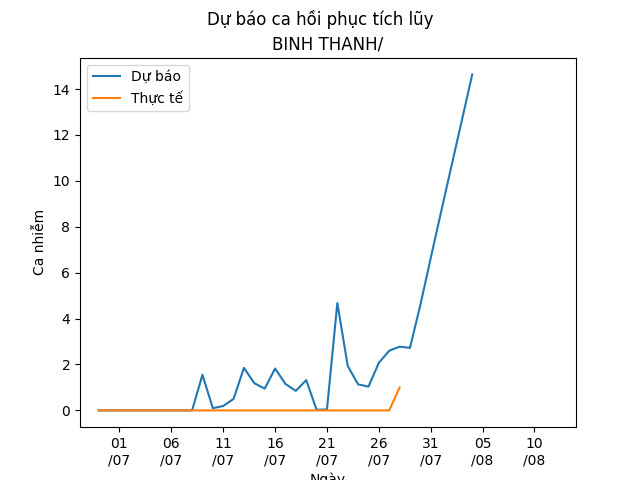 Dự báo ca hồi phục tích lũy
BINH THANH/
Dự báo
Thực tế
Ca nhiễm
14
12
10
8
6
4
2
0
01 06 11 16 21 26 31 05 10
/07 /07 /07 /07 /07 /07 /07 /08 /08
Ngày